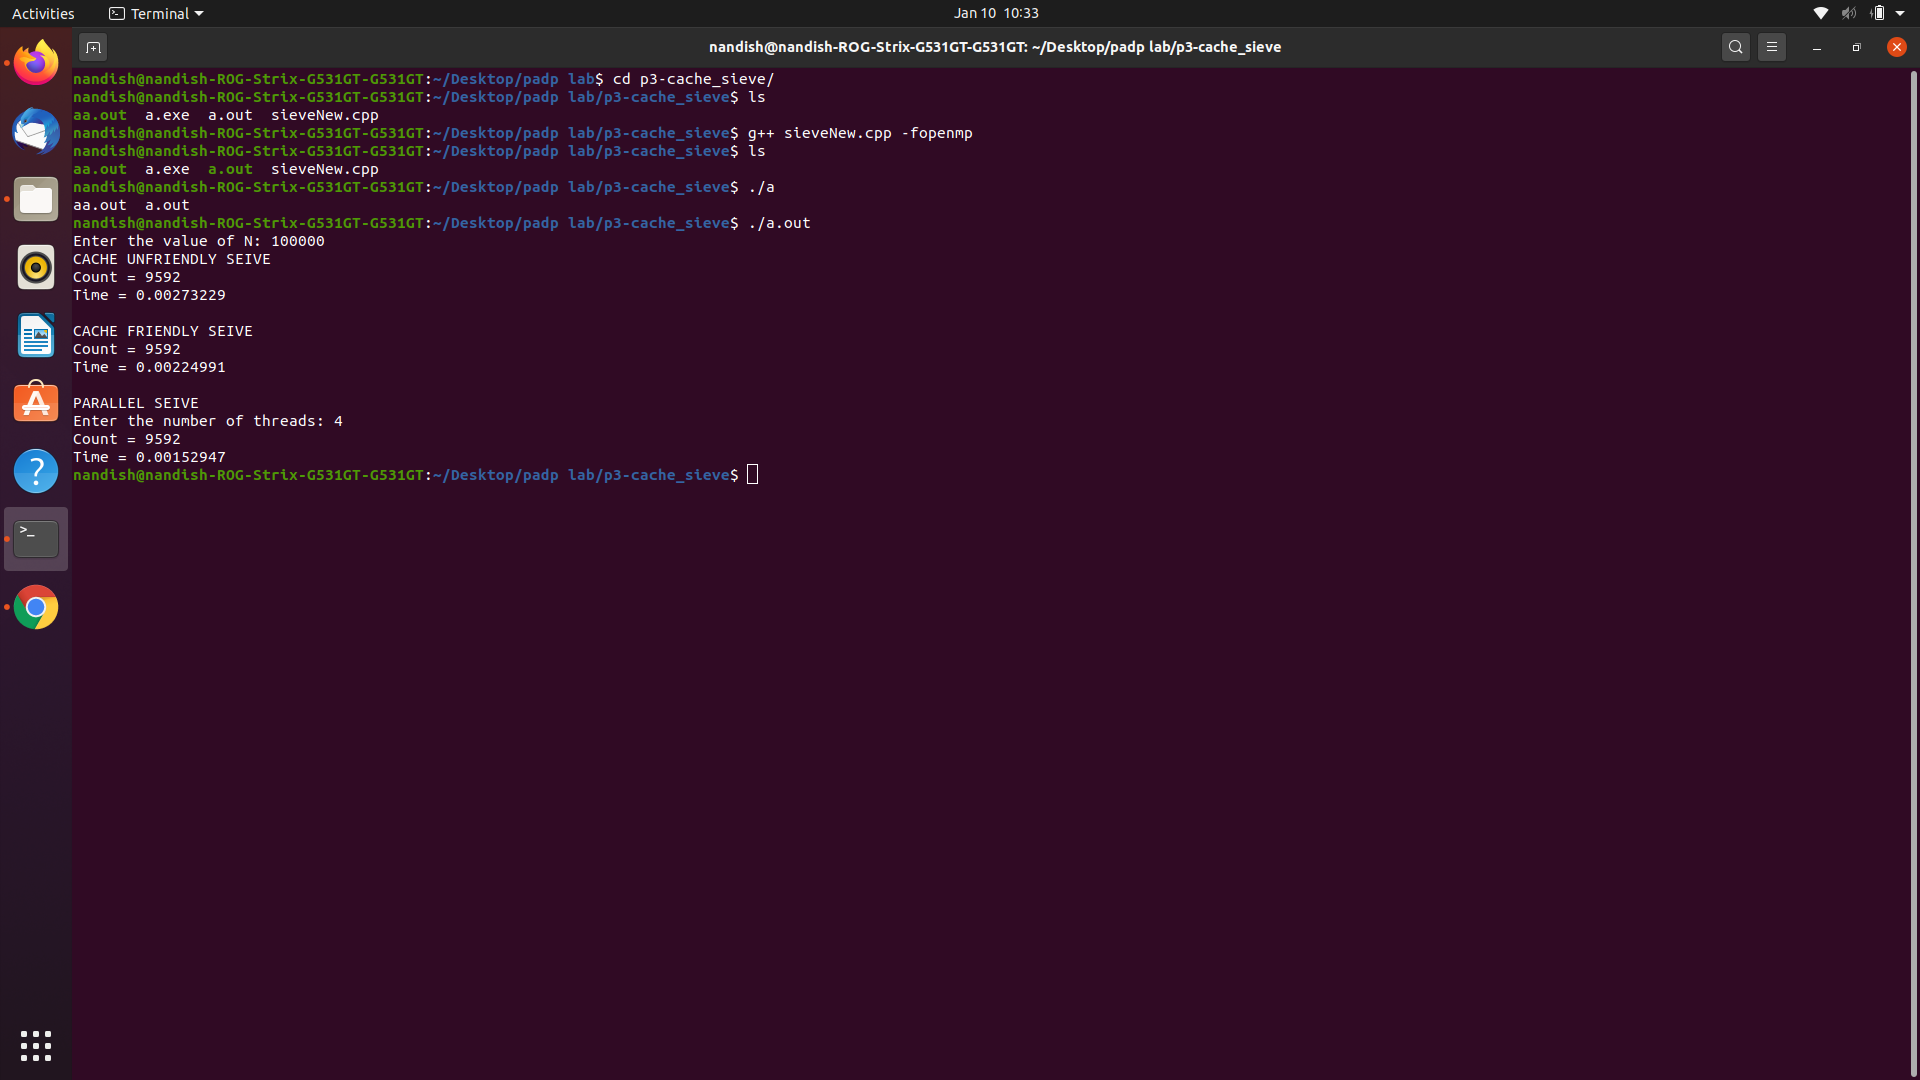 Activities Terminal Jan 10 10:33
nandish@nandish-ROG-Strix-G531GT-G531GT: ~/Desktop/padp lab/p3-cache_sieve
nandish@nandish-ROG-Strix-G531GT-G531GT:~/Desktop/padp lab$ cd p3-cache_sieve/
nandish@nandish-ROG-Strix-G531GT-G531GT:~/Desktop/padp lab/p3-cache_sieve$ ls
aa.out  a.exe  a.out  sieveNew.cpp
nandish@nandish-ROG-Strix-G531GT-G531GT:~/Desktop/padp lab/p3-cache_sieve$ g++ sieveNew.cpp -fopenmp
nandish@nandish-ROG-Strix-G531GT-G531GT:~/Desktop/padp lab/p3-cache_sieve$ ls
aa.out  a.exe  a.out  sieveNew.cpp
nandish@nandish-ROG-Strix-G531GT-G531GT:~/Desktop/padp lab/p3-cache_sieve$ ./a
aa.out  a.out
nandish@nandish-ROG-Strix-G531GT-G531GT:~/Desktop/padp lab/p3-cache_sieve$ ./a.out
Enter the value of N: 100000
CACHE UNFRIENDLY SEIVE
Count = 9592
Time = 0.00273229
CACHE FRIENDLY SEIVE
Count = 9592
Time = 0.00224991
PARALLEL SEIVE
Enter the number of threads: 4
Count = 9592
Time = 0.00152947
nandish@nandish-ROG-Strix-G531GT-G531GT:~/Desktop/padp lab/p3-cache_sieve$